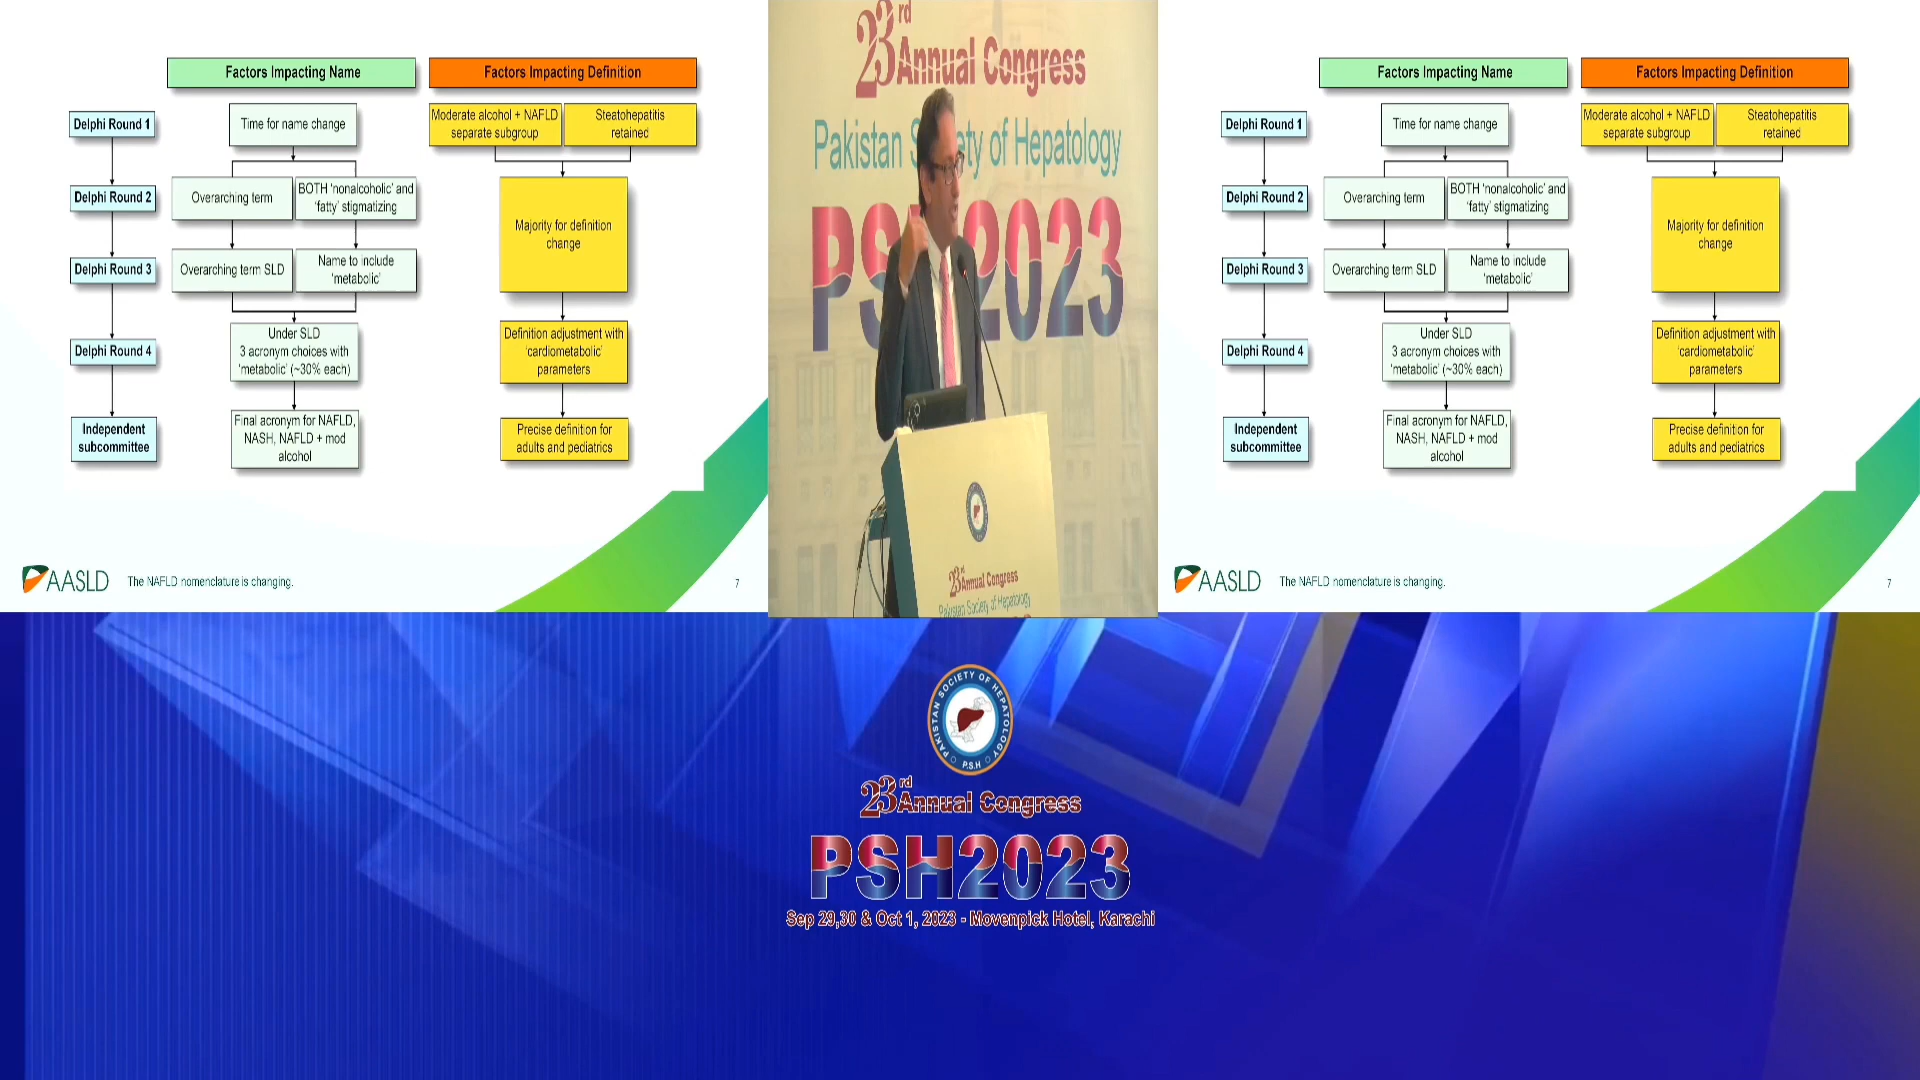 Factors Impacting Name
Factors Impacting Definition
Delphi Round 1
Time for name change
Moderate alcohol + NAFLD
separate subgroup
Steatohepatitis
retained
Delphi Round 2
Overarching term
BOTH ‘nonalcoholic’ and
‘fatty’ stigmatizing
Majority for definition
change
Delphi Round 3
Overarching term SLD
Name to include
‘metabolic’
Delphi Round 4
Under SLD
3 acronym choices with
‘metabolic’ (~30% each)
Definition adjustment with
‘cardiometabolic’
parameters
Independent
subcommittee
Final acronym for NAFLD,
NASH, NAFLD + mod
alcohol
Precise definition for
adults and pediatrics
AASLD
The NAFLD nomenclature is changing.
7
23rd
Annual Congress
Pakistan Society of Hepatology
PSH2023
23rd
Annual Congress
Pakistan Society of Hepatology
Factors Impacting Name
Factors Impacting Definition
Delphi Round 1
Time for name change
Moderate alcohol + NAFLD
separate subgroup
Steatohepatitis
retained
Delphi Round 2
Overarching term
BOTH ‘nonalcoholic’ and
‘fatty’ stigmatizing
Majority for definition
change
Delphi Round 3
Overarching term SLD
Name to include
‘metabolic’
Delphi Round 4
Under SLD
3 acronym choices with
‘metabolic’ (~30% each)
Definition adjustment with
‘cardiometabolic’
parameters
Independent
subcommittee
Final acronym for NAFLD,
NASH, NAFLD + mod
alcohol
Precise definition for
adults and pediatrics
AASLD
The NAFLD nomenclature is changing.
7
PAKISTAN SOCIETY OF HEPATOLOGY
P.S.H
23rd
Annual Congress
PSH2023
Sep 29,30 & Oct 1, 2023 - Movenpick Hotel, Karachi